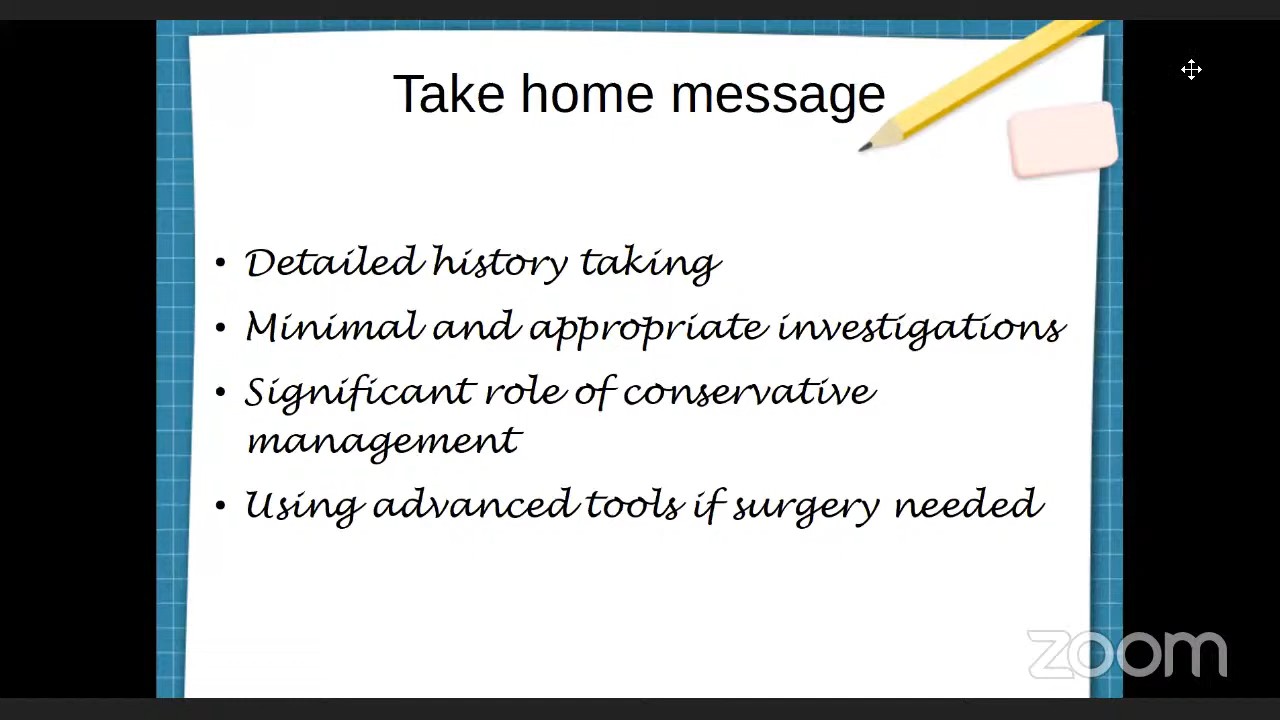 Take home message
• Detailed history taking
• Minimal and appropriate investigations
• Significant role of conservative
management
• Using advanced tools if surgery needed
zoom